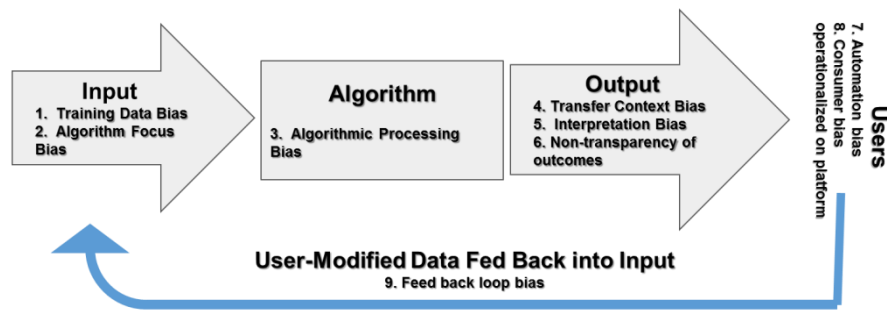 Input
1. Training Data Bias
2. Algorithm Focus
Bias
Algorithm
3. Algorithmic Processing
Bias
Output
4. Transfer Context Bias
5. Interpretation Bias
6. Non-transparency of
outcomes
Users
7. Automation bias
8. Consumer bias
operationalized on platform
User-Modified Data Fed Back into Input
9. Feed back loop bias